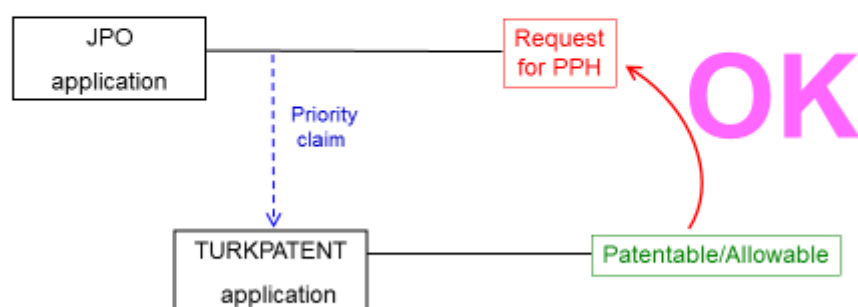 JPO
application
Request
for PPH
OK
Priority
claim
TURKPATENT
application
Patentable/Allowable